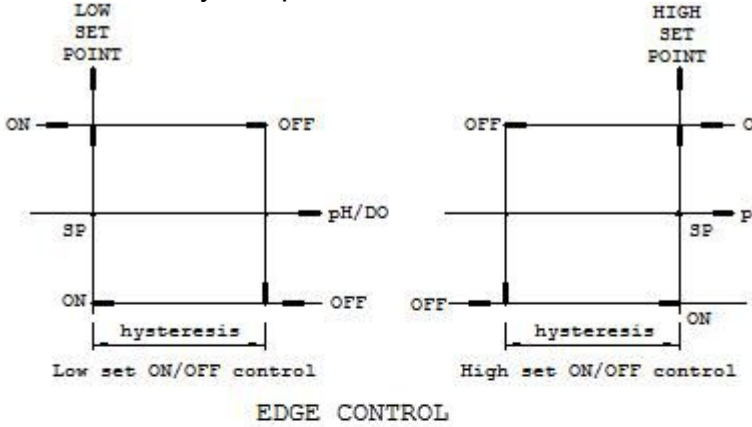 LOW
SET
POINT
HIGH
SET
POINT
ON
OFF
OFF
pH/DO
SP
SP
ON
OFF
OFF
ON
hysteresis
hysteresis
Low set ON/OFF control
High set ON/OFF control
EDGE CONTROL